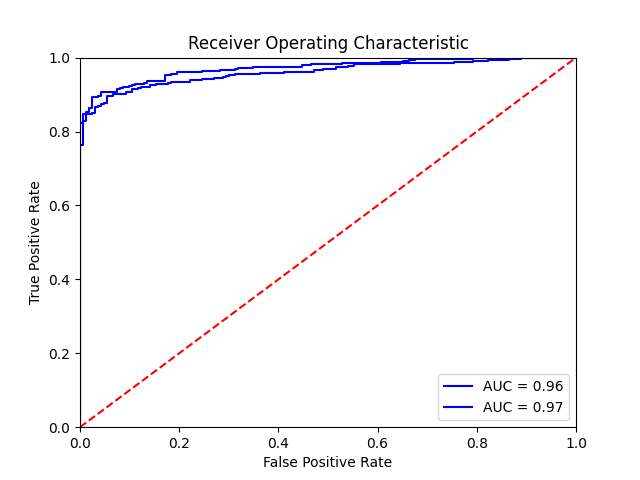 Receiver Operating Characteristic
True Positive Rate
1.0
0.8
0.6
0.4
0.2
0.0
0.0 0.2 0.4 0.6 0.8 1.0
False Positive Rate
AUC = 0.96
AUC = 0.97